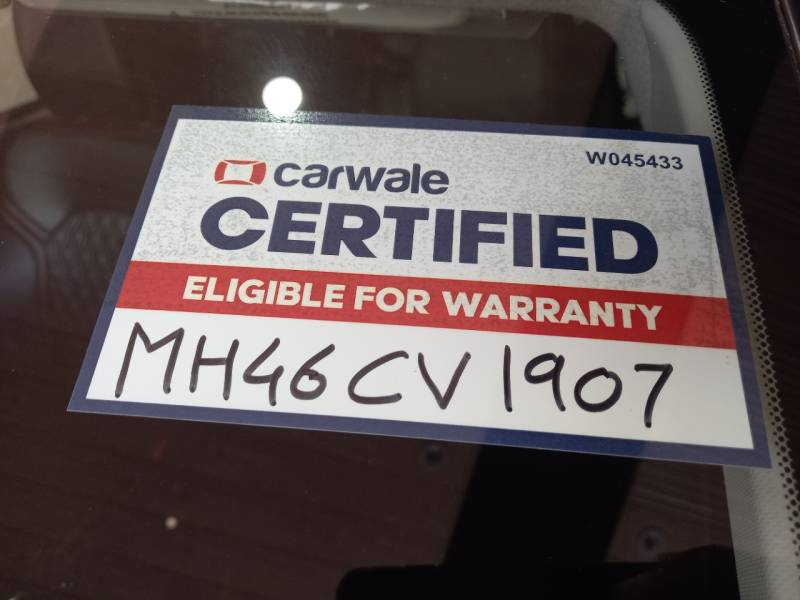 W045433
carwale
CERTIFIED
ELIGIBLE FOR WARRANTY
MH46CV1907